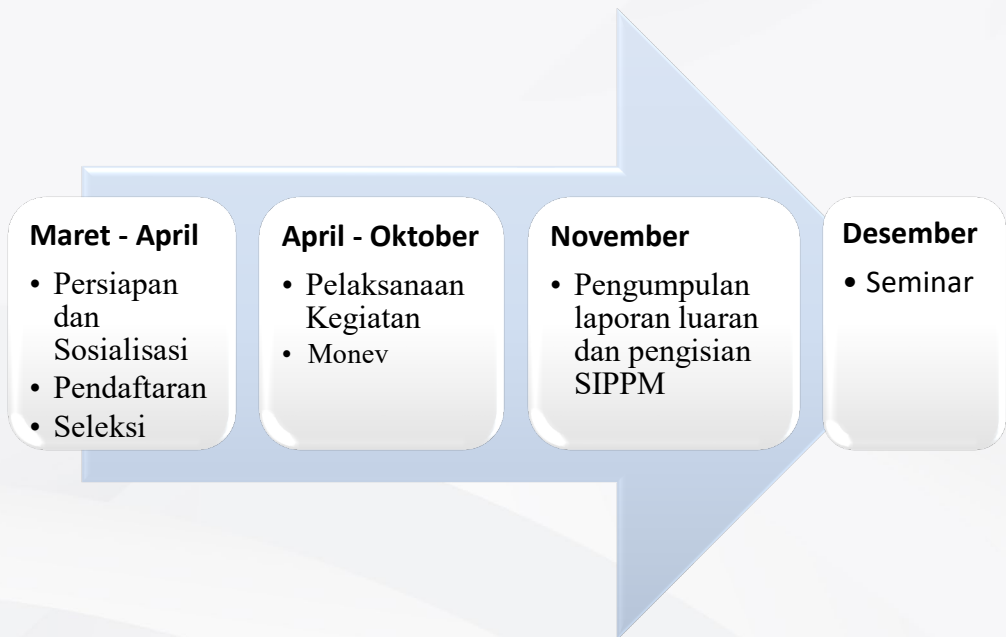 Maret - April
• Persiapan
dan
Sosialisasi
• Pendaftaran
• Seleksi
April - Oktober
• Pelaksanaan
Kegiatan
• Monev
November
• Pengumpulan
laporan luaran
dan pengisian
SIPPM
Desember
• Seminar